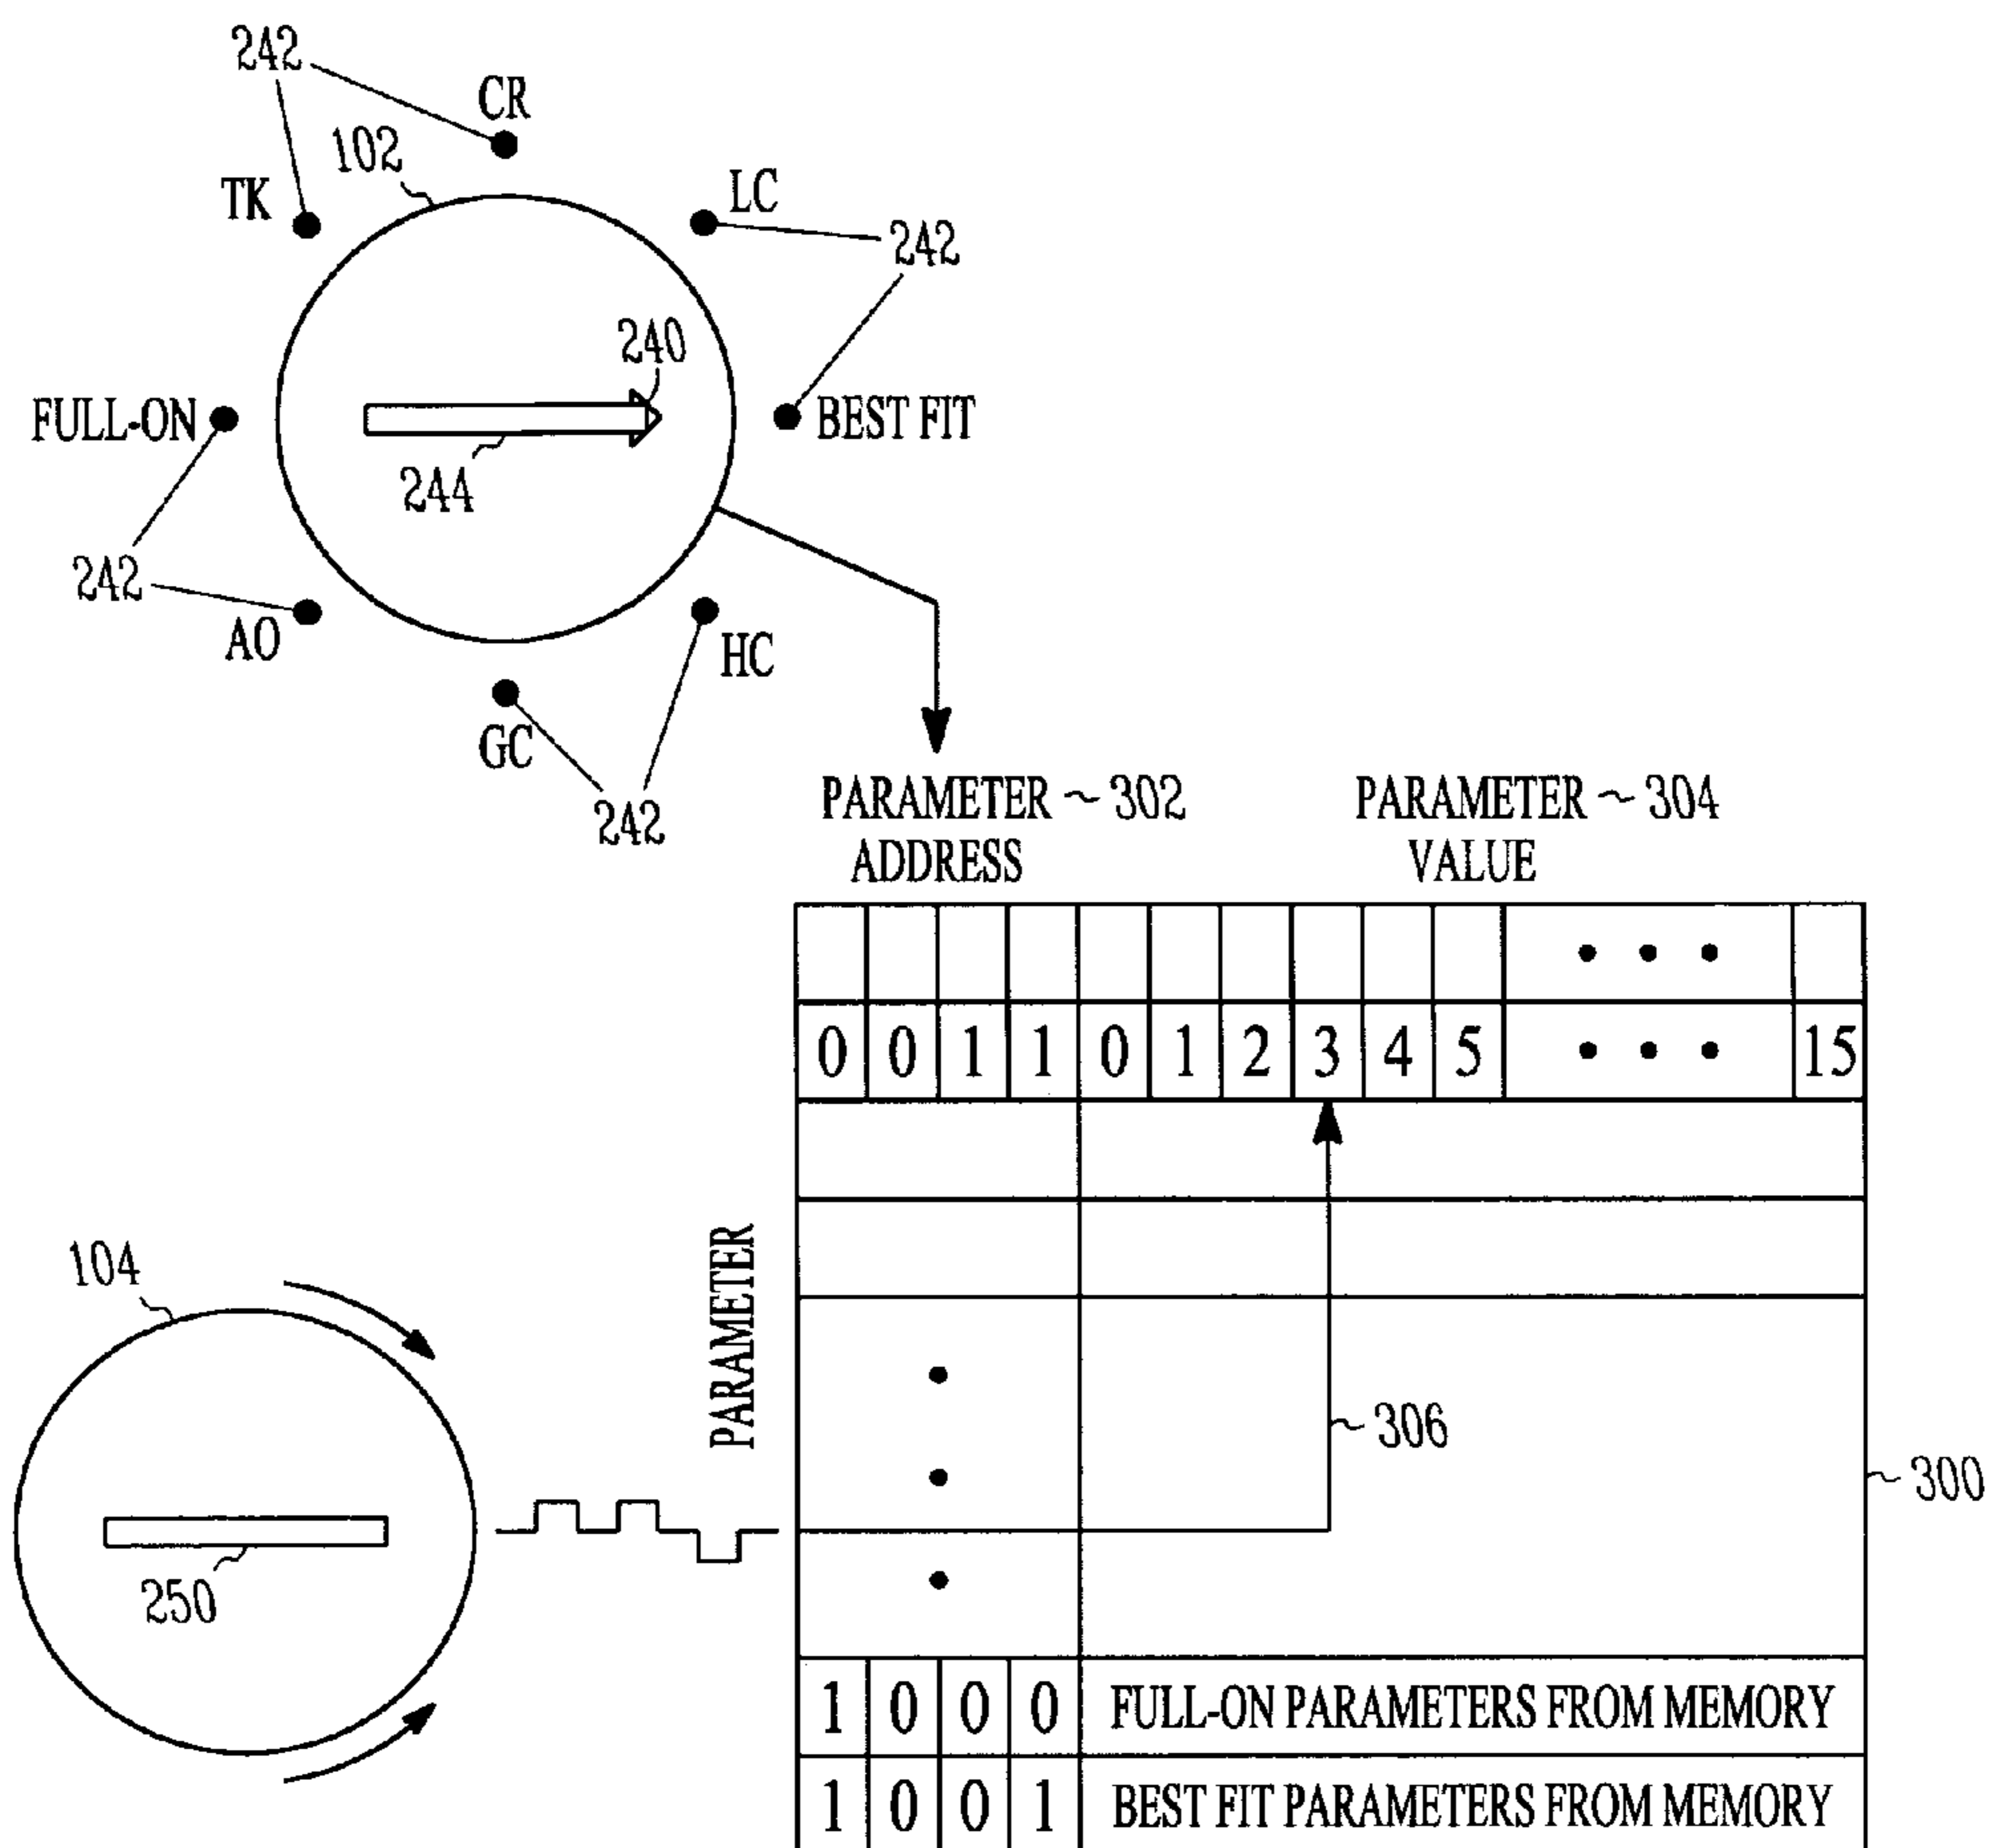 242
CR
102
LC
TK
242
240
FULL-ON
BEST FIT
244
242
AO
HC
GC
242
PARAMETER ~ 302
ADDRESS
PARAMETER ~ 304
VALUE
• • •
0 0 1 1 0 1 2 3 4 5 • • • 15
PARAMETER
104
306
300
250
1 0 0 0 FULL-ON PARAMETERS FROM MEMORY
1 0 0 1 BEST FIT PARAMETERS FROM MEMORY